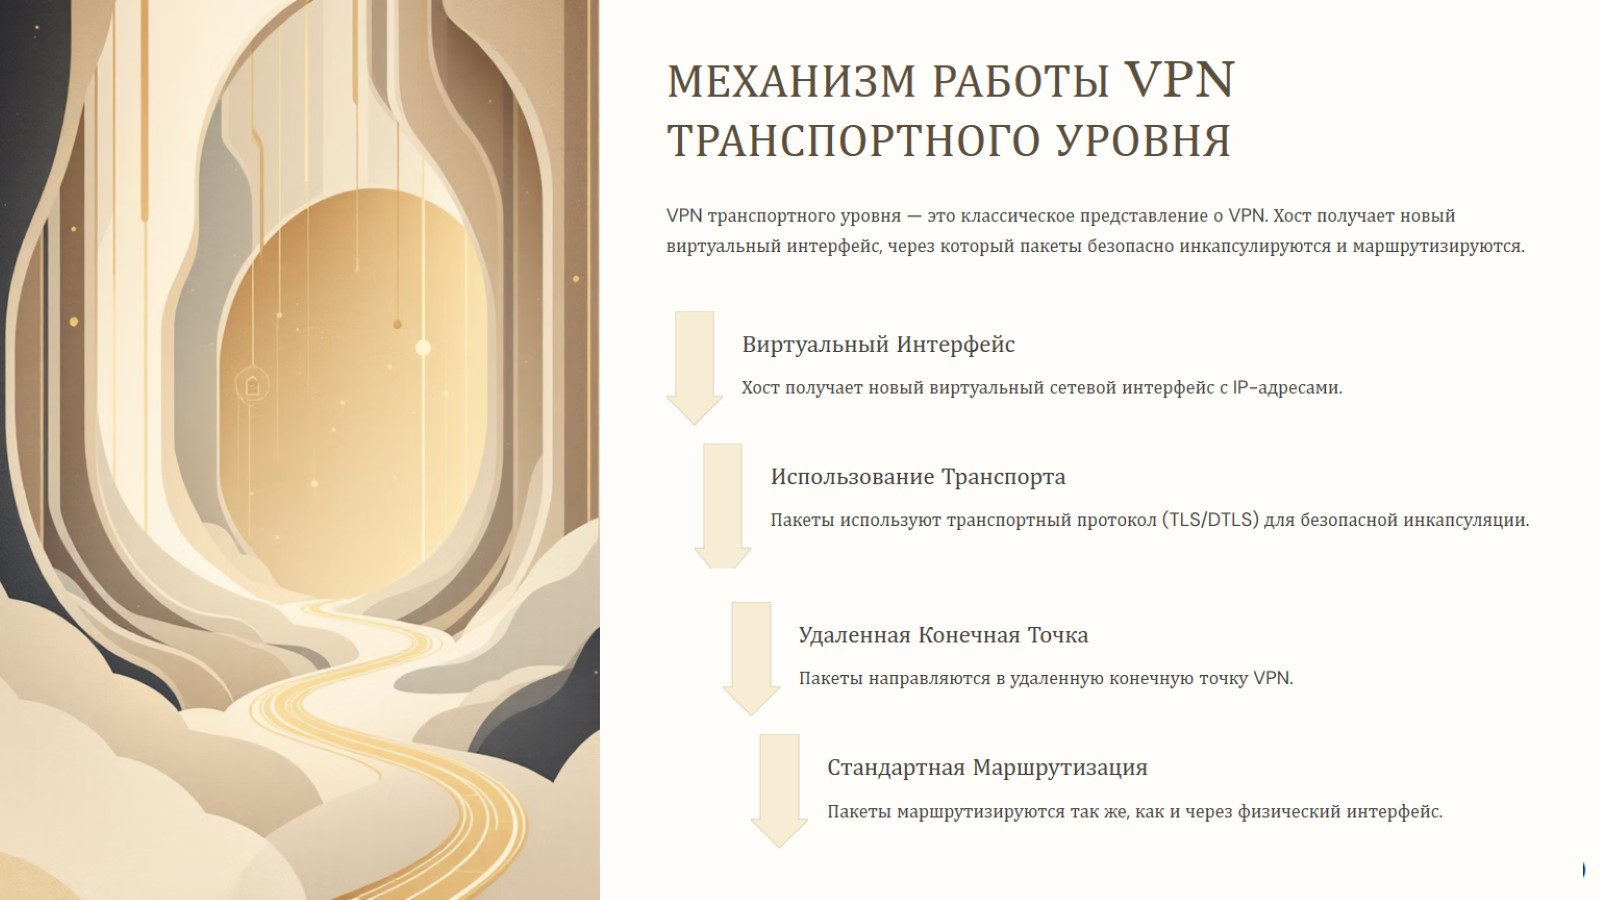 МЕХАНИЗМ РАБОТЫ VPN
ТРАНСПОРТНОГО УРОВНЯ
VPN транспортного уровня — это классическое представление о VPN. Хост получает новый
виртуальный интерфейс, через который пакеты безопасно инкапсулируются и маршрутизируются.
Виртуальный Интерфейс
Хост получает новый виртуальный сетевой интерфейс с IP-адресами.
Использование Транспорта
Пакеты используют транспортный протокол (TLS/DTLS) для безопасной инкапсуляции.
Удаленная Конечная Точка
Пакеты направляются в удаленную конечную точку VPN.
Стандартная Маршрутизация
Пакеты маршрутизируются так же, как и через физический интерфейс.